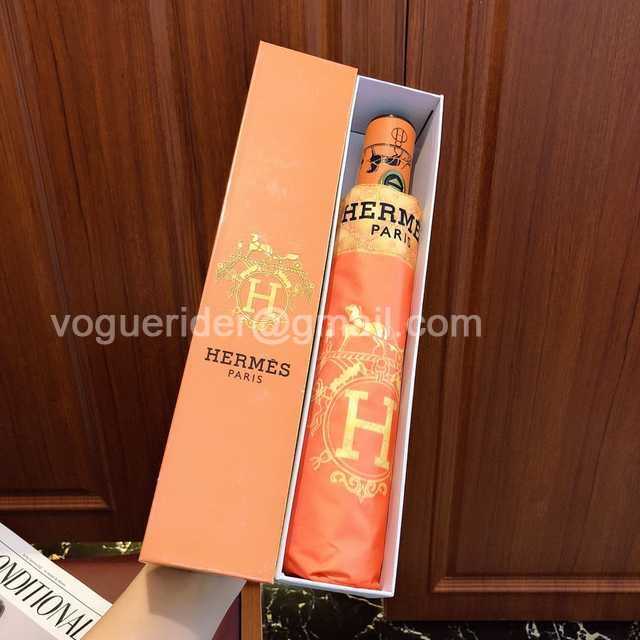 HERMES
PARIS
H
voguerider@gmail.com
HERMÈS
PARIS
H
ONDITIONAL